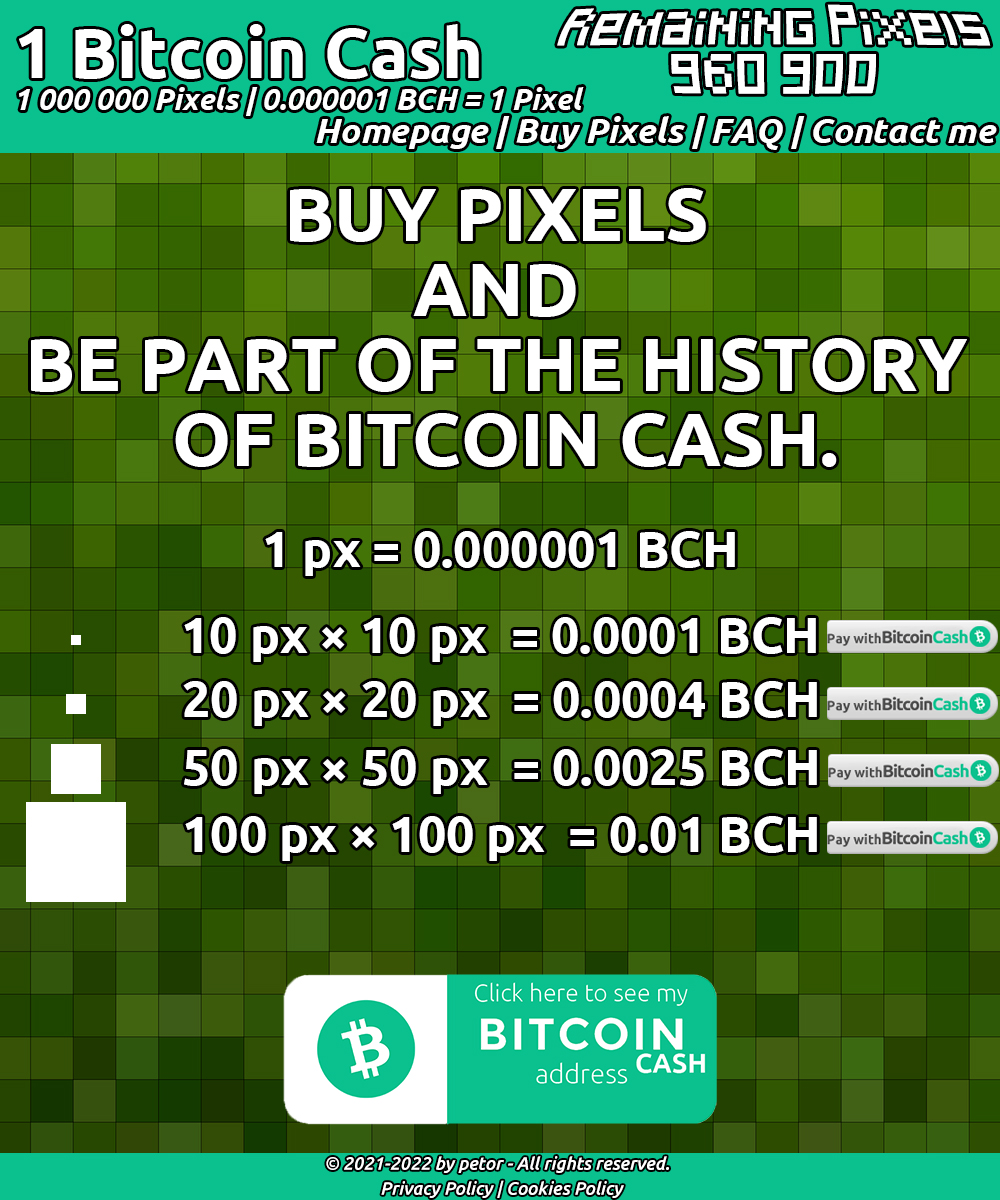 1 Bitcoin Cash
Remaining Pixels
960 900
1 000 000 Pixels | 0.000001 BCH = 1 Pixel
Homepage | Buy Pixels | FAQ | Contact me
BUY PIXELS
AND
BE PART OF THE HISTORY
OF BITCOIN CASH.
1 px = 0.000001 BCH
10 px × 10 px = 0.0001 BCH Pay with BitcoinCash
20 px × 20 px = 0.0004 BCH Pay with BitcoinCash
50 px × 50 px = 0.0025 BCH Pay with BitcoinCash
100 px × 100 px = 0.01 BCH Pay with BitcoinCash
Click here to see my
BITCOIN
CASH
address
© 2021-2022 by petor - All rights reserved.
Privacy Policy | Cookies Policy